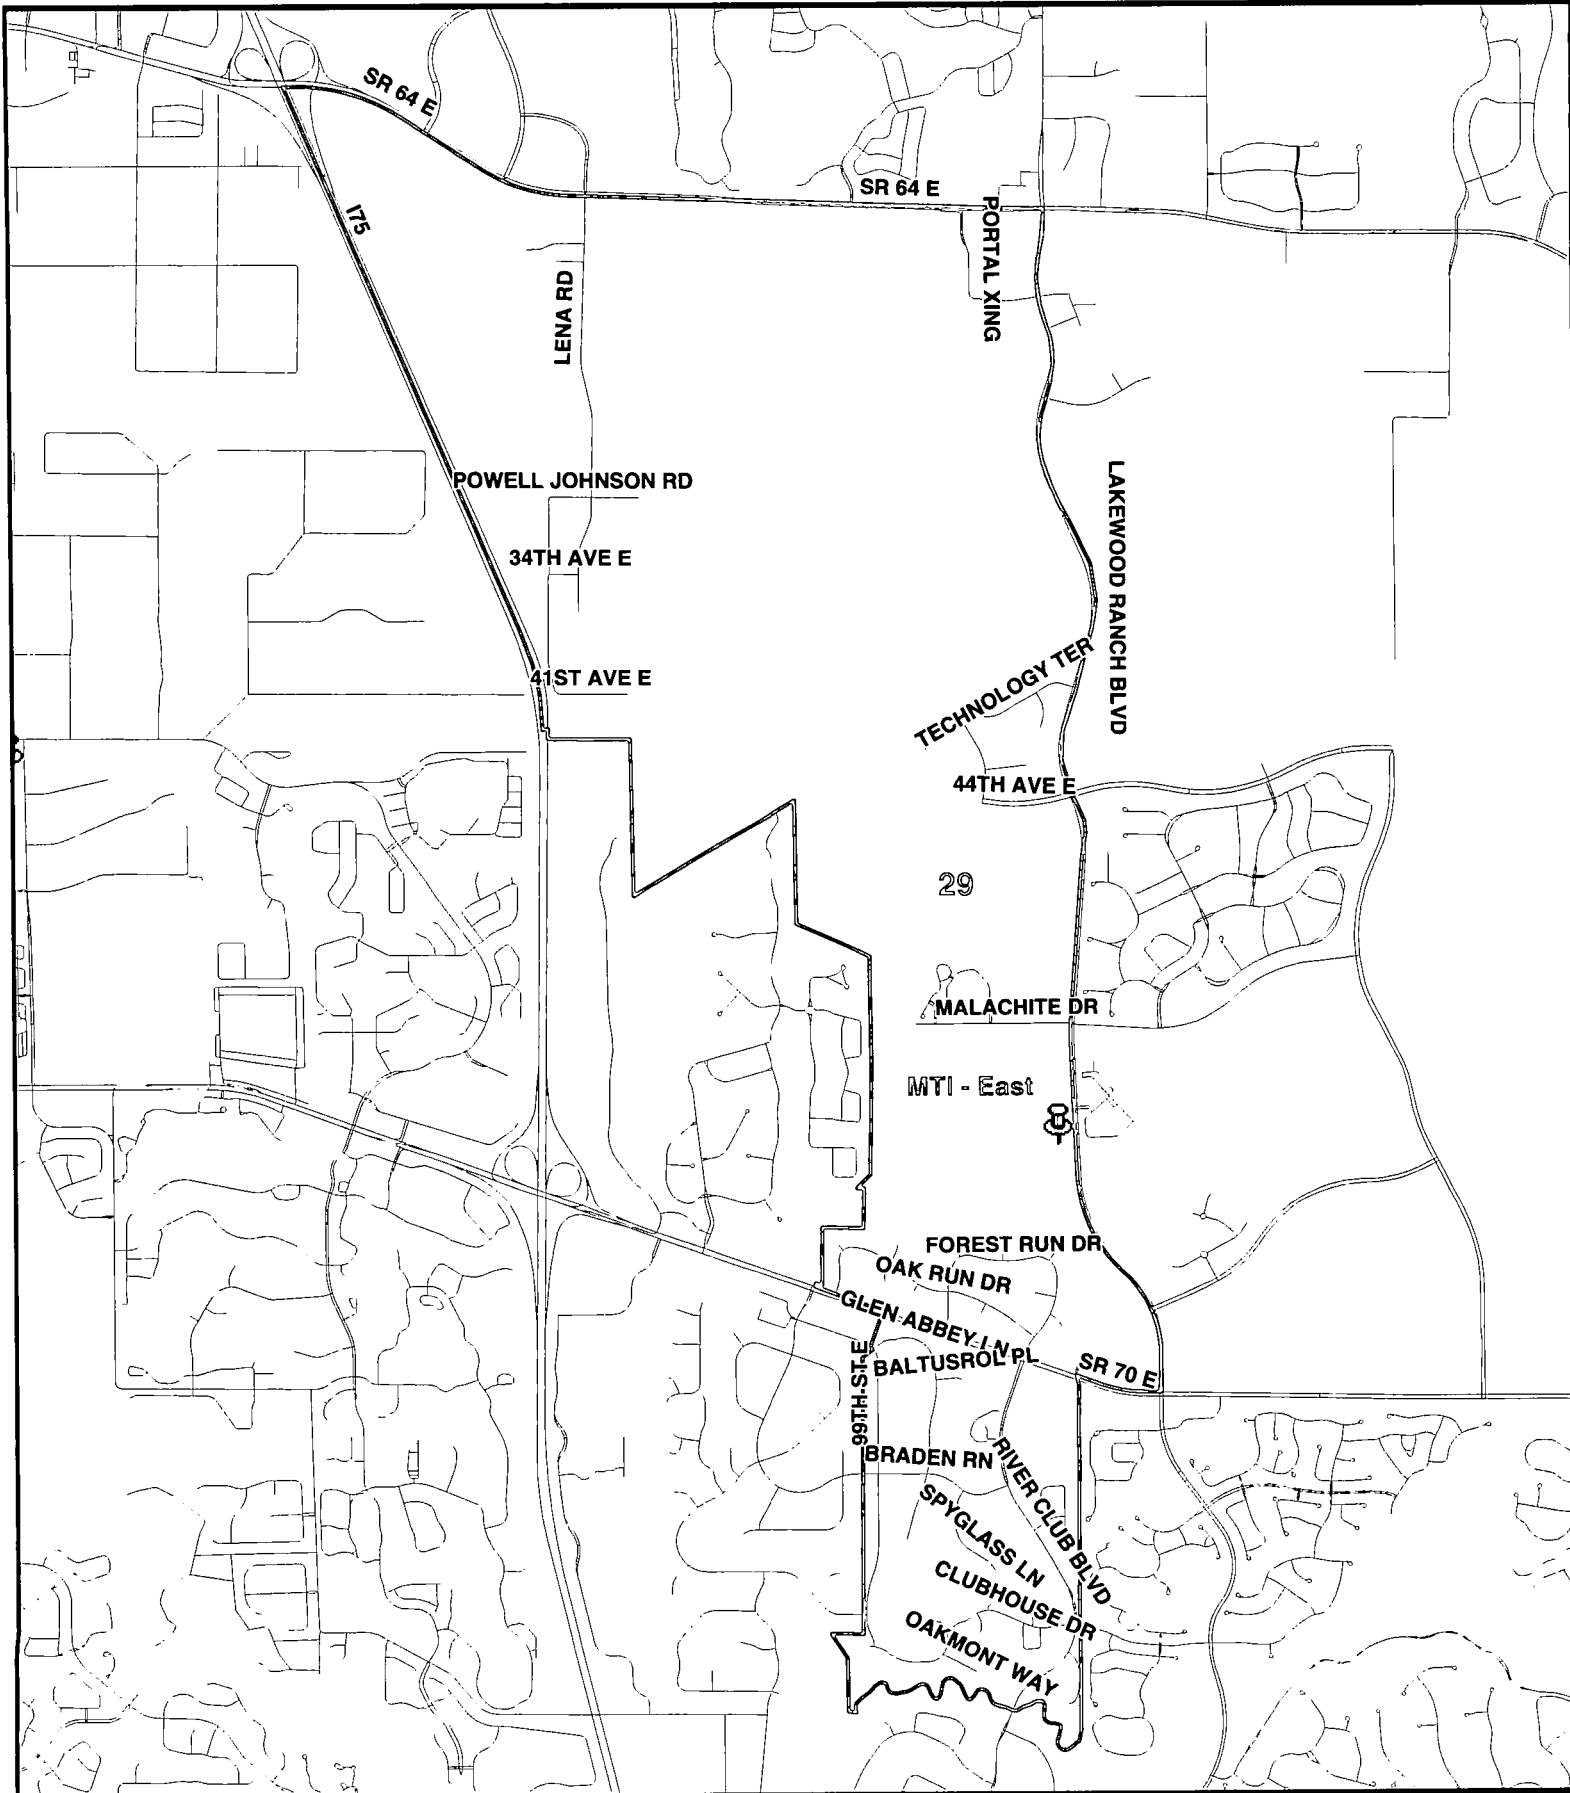 SR 64 E
SR 64 E
I75
PORTAL XING
LENA RD
POWELL JOHNSON RD
LAKEWOOD RANCH BLVD
34TH AVE E
41ST AVE E
TECHNOLOGY TER
44TH AVE E
29
MALACHITE DR
MTI - East
FOREST RUN DR
OAK RUN DR
GLEN ABBEY LN
BALTUSROL PL
SR 70 E
99TH ST E
BRADEN RN
RIVER CLUB BLVD
SPYGLASS LN
CLUBHOUSE DR
OAKMONT WAY